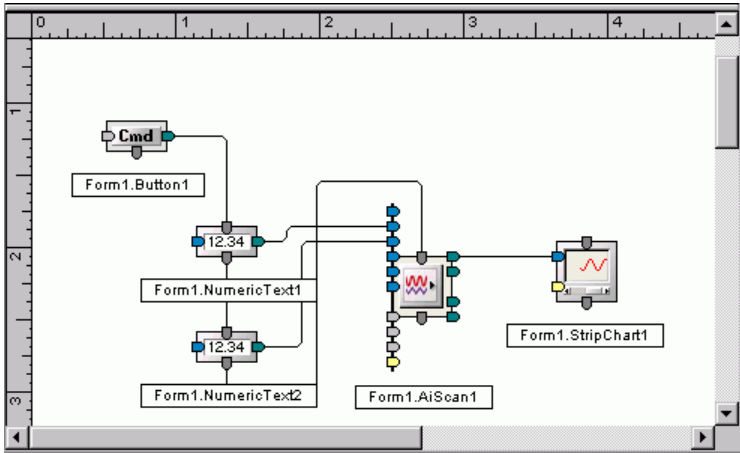 0 1 2 3 4
1
2
3
Cmd
Form1.Button1
12.34
Form1.NumericText1
12.34
Form1.NumericText2
Form1.AiScan1
Form1.StripChart1